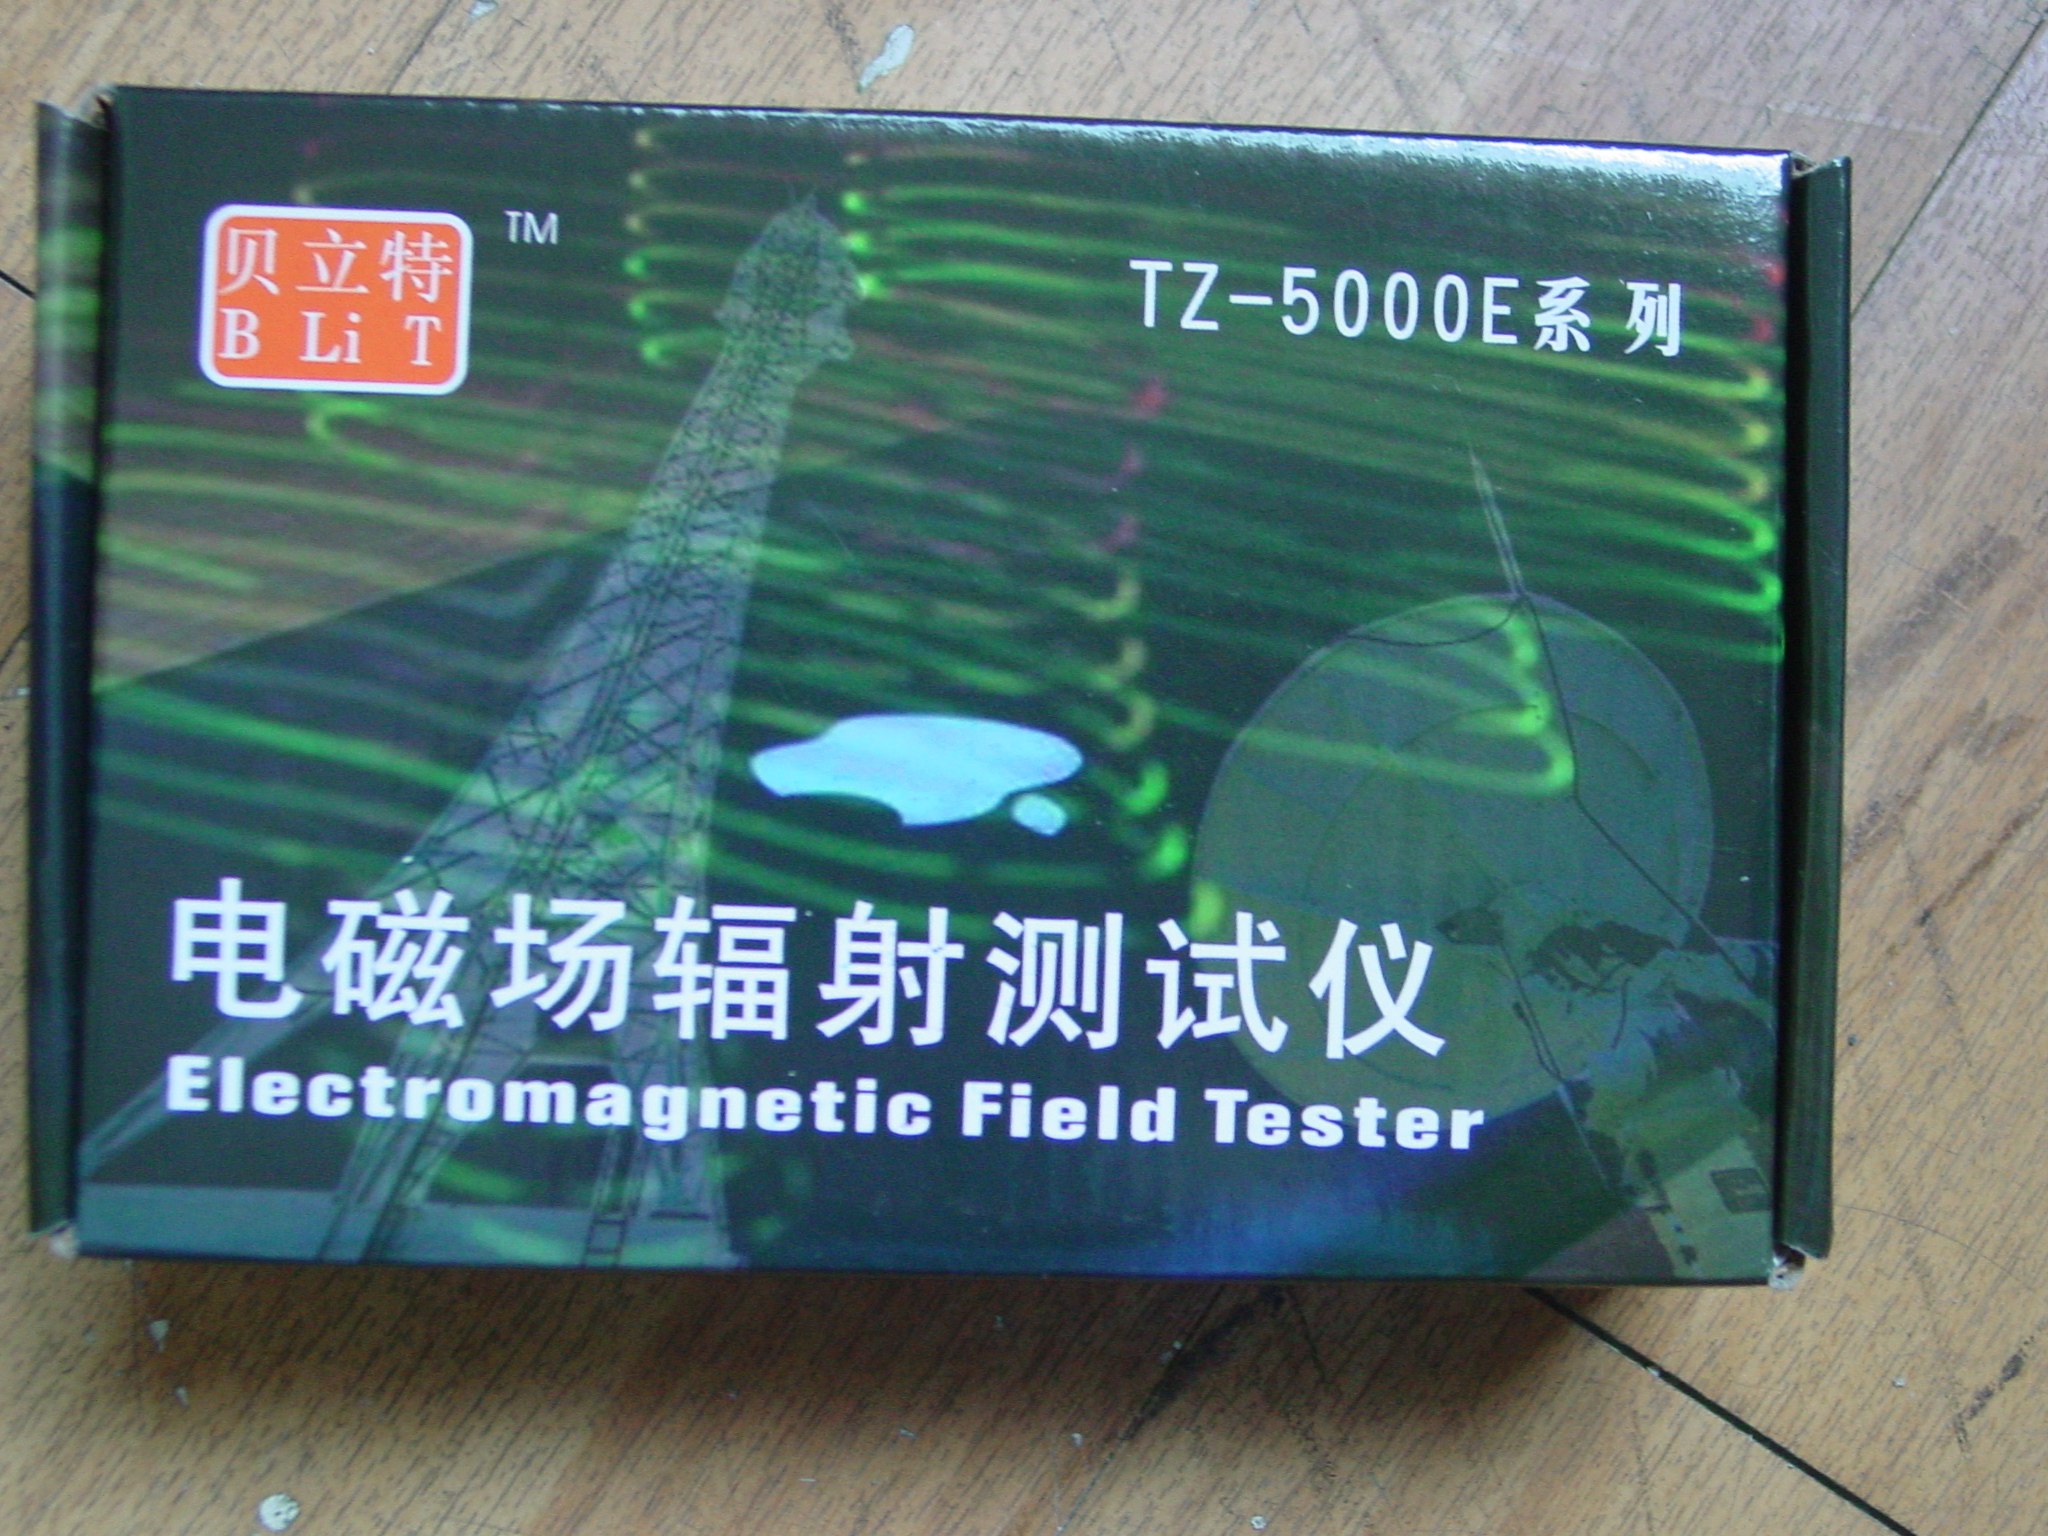 贝立特
BLiT
TM
TZ-5000E系列
电磁场辐射测试仪
Electromagnetic Field Tester